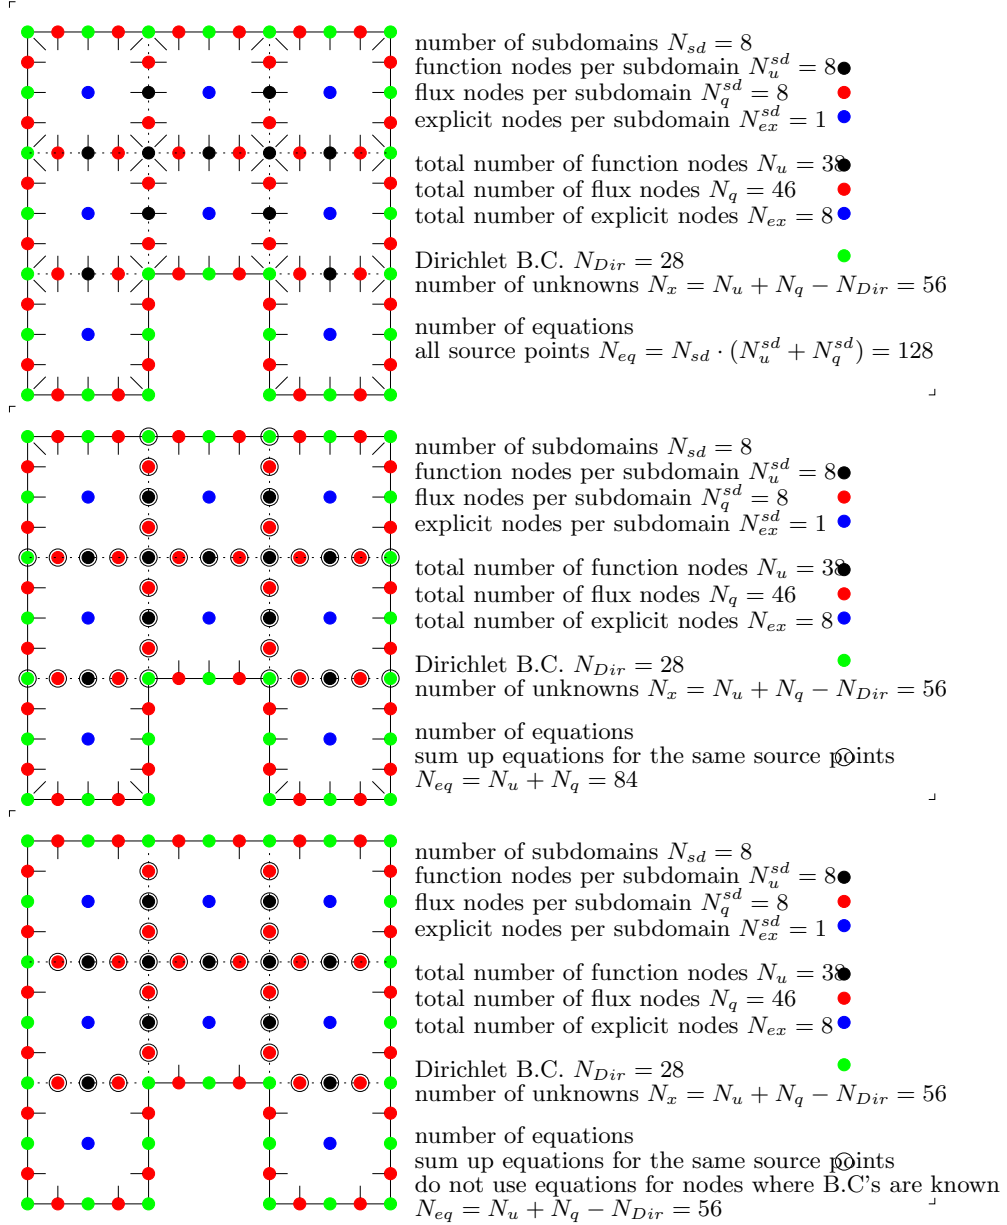 number of subdomains N_{sd} = 8
function nodes per subdomain N_u^{sd} = 8
flux nodes per subdomain N_q^{sd} = 8
explicit nodes per subdomain N_{ex}^{sd} = 1
total number of function nodes N_u = 38
total number of flux nodes N_q = 46
total number of explicit nodes N_{ex} = 8
Dirichlet B.C. N_{Dir} = 28
number of unknowns N_x = N_u + N_q − N_{Dir} = 56
number of equations
all source points N_{eq} = N_{sd} · (N_u^{sd} + N_q^{sd}) = 128
number of subdomains N_{sd} = 8
function nodes per subdomain N_u^{sd} = 8
flux nodes per subdomain N_q^{sd} = 8
explicit nodes per subdomain N_{ex}^{sd} = 1
total number of function nodes N_u = 38
total number of flux nodes N_q = 46
total number of explicit nodes N_{ex} = 8
Dirichlet B.C. N_{Dir} = 28
number of unknowns N_x = N_u + N_q − N_{Dir} = 56
number of equations
sum up equations for the same source points
N_{eq} = N_u + N_q = 84
number of subdomains N_{sd} = 8
function nodes per subdomain N_u^{sd} = 8
flux nodes per subdomain N_q^{sd} = 8
explicit nodes per subdomain N_{ex}^{sd} = 1
total number of function nodes N_u = 38
total number of flux nodes N_q = 46
total number of explicit nodes N_{ex} = 8
Dirichlet B.C. N_{Dir} = 28
number of unknowns N_x = N_u + N_q − N_{Dir} = 56
number of equations
sum up equations for the same source points
do not use equations for nodes where B.C's are known
N_{eq} = N_u + N_q − N_{Dir} = 56